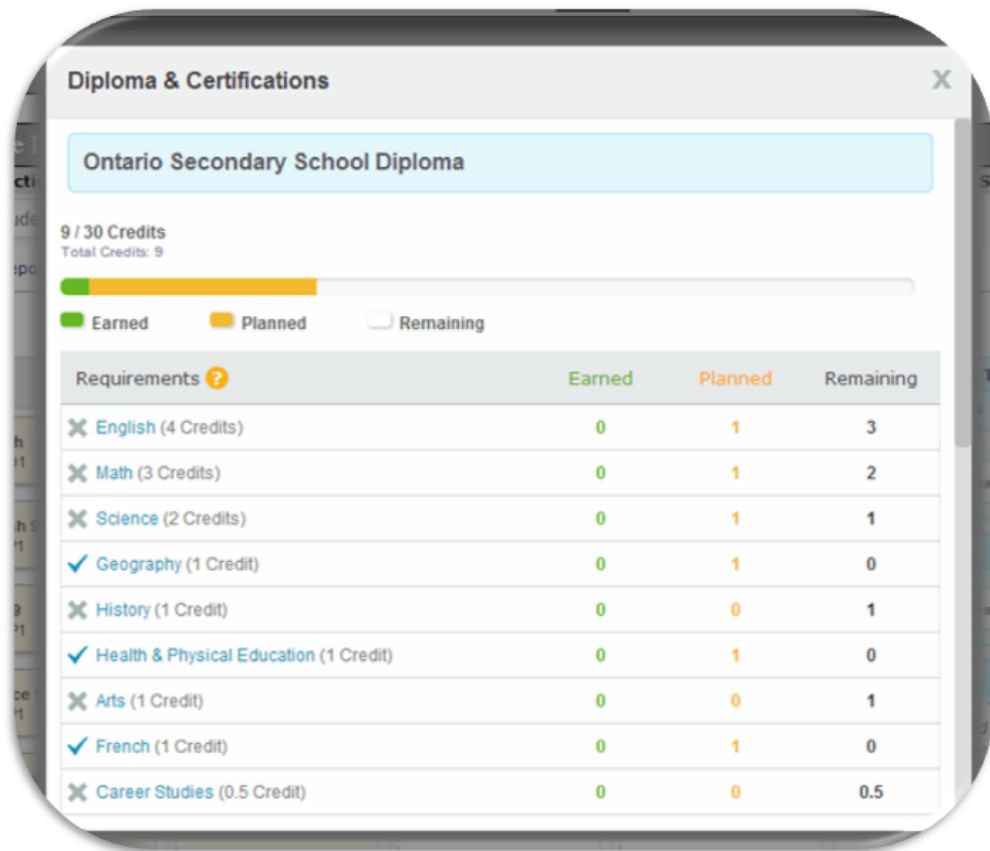 Diploma & Certifications X
Ontario Secondary School Diploma
9 / 30 Credits
Total Credits: 9
Earned Planned Remaining
Requirements ? Earned Planned Remaining
English (4 Credits) 0 1 3
Math (3 Credits) 0 1 2
Science (2 Credits) 0 1 1
Geography (1 Credit) 0 1 0
History (1 Credit) 0 0 1
Health & Physical Education (1 Credit) 0 1 0
Arts (1 Credit) 0 0 1
French (1 Credit) 0 1 0
Career Studies (0.5 Credit) 0 0 0.5